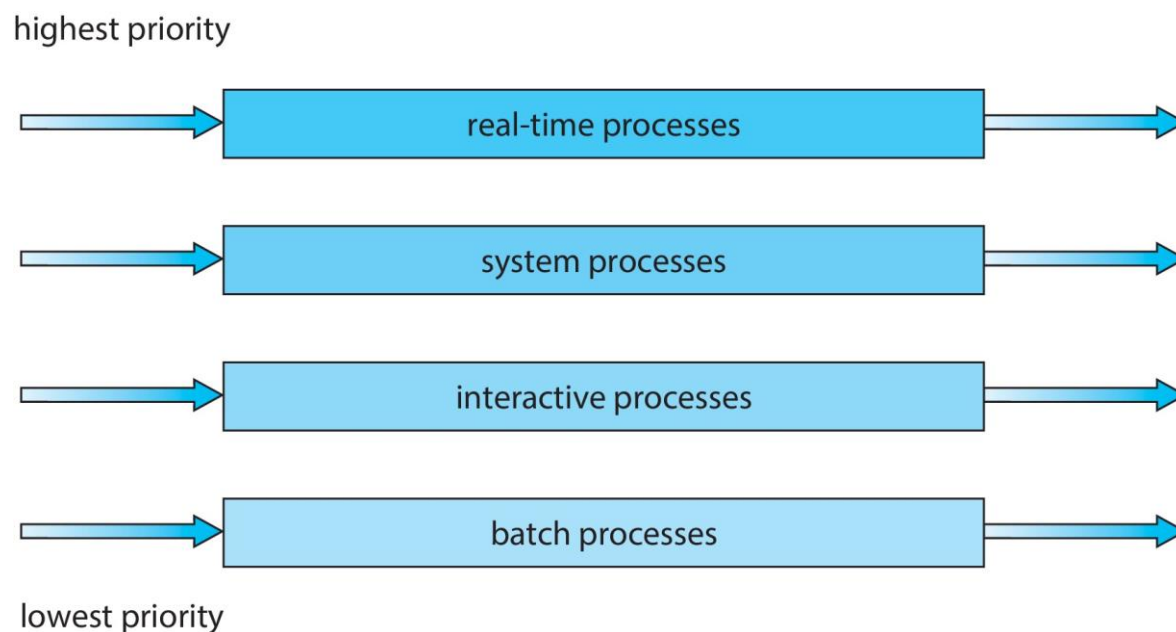 highest priority
real-time processes
system processes
interactive processes
batch processes
lowest priority